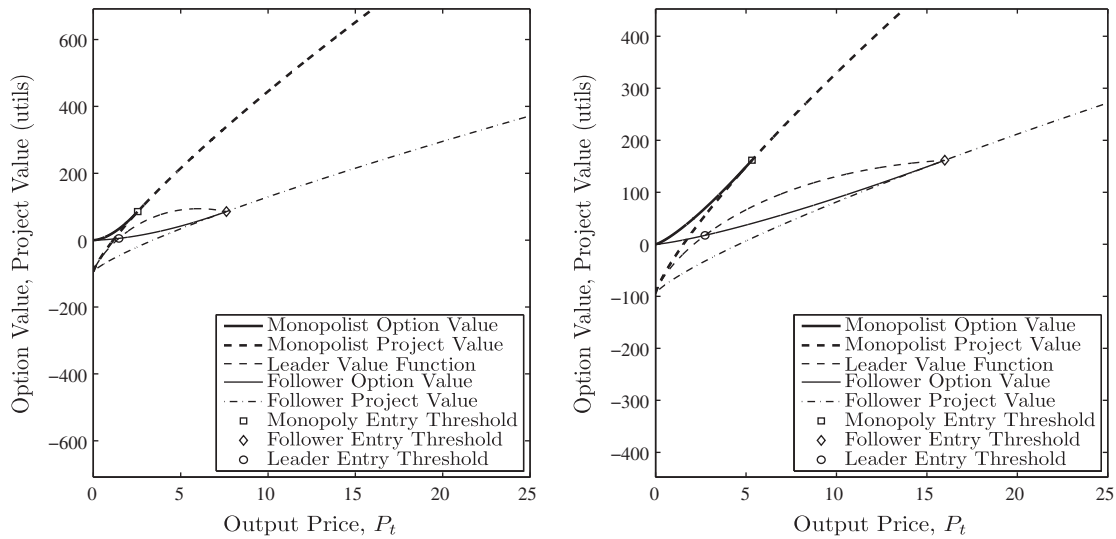 Option Value, Project Value (utils)
600
400
200
0
−200
−400
−600
0
5
10
15
20
25
Output Price, Pt
Monopolist Option Value
Monopolist Project Value
Leader Value Function
Follower Option Value
Follower Project Value
Monopoly Entry Threshold
Follower Entry Threshold
Leader Entry Threshold
Option Value, Project Value (utils)
400
300
200
100
0
−100
−200
−300
−400
0
5
10
15
20
25
Output Price, Pt
Monopolist Option Value
Monopolist Project Value
Leader Value Function
Follower Option Value
Follower Project Value
Monopoly Entry Threshold
Follower Entry Threshold
Leader Entry Threshold